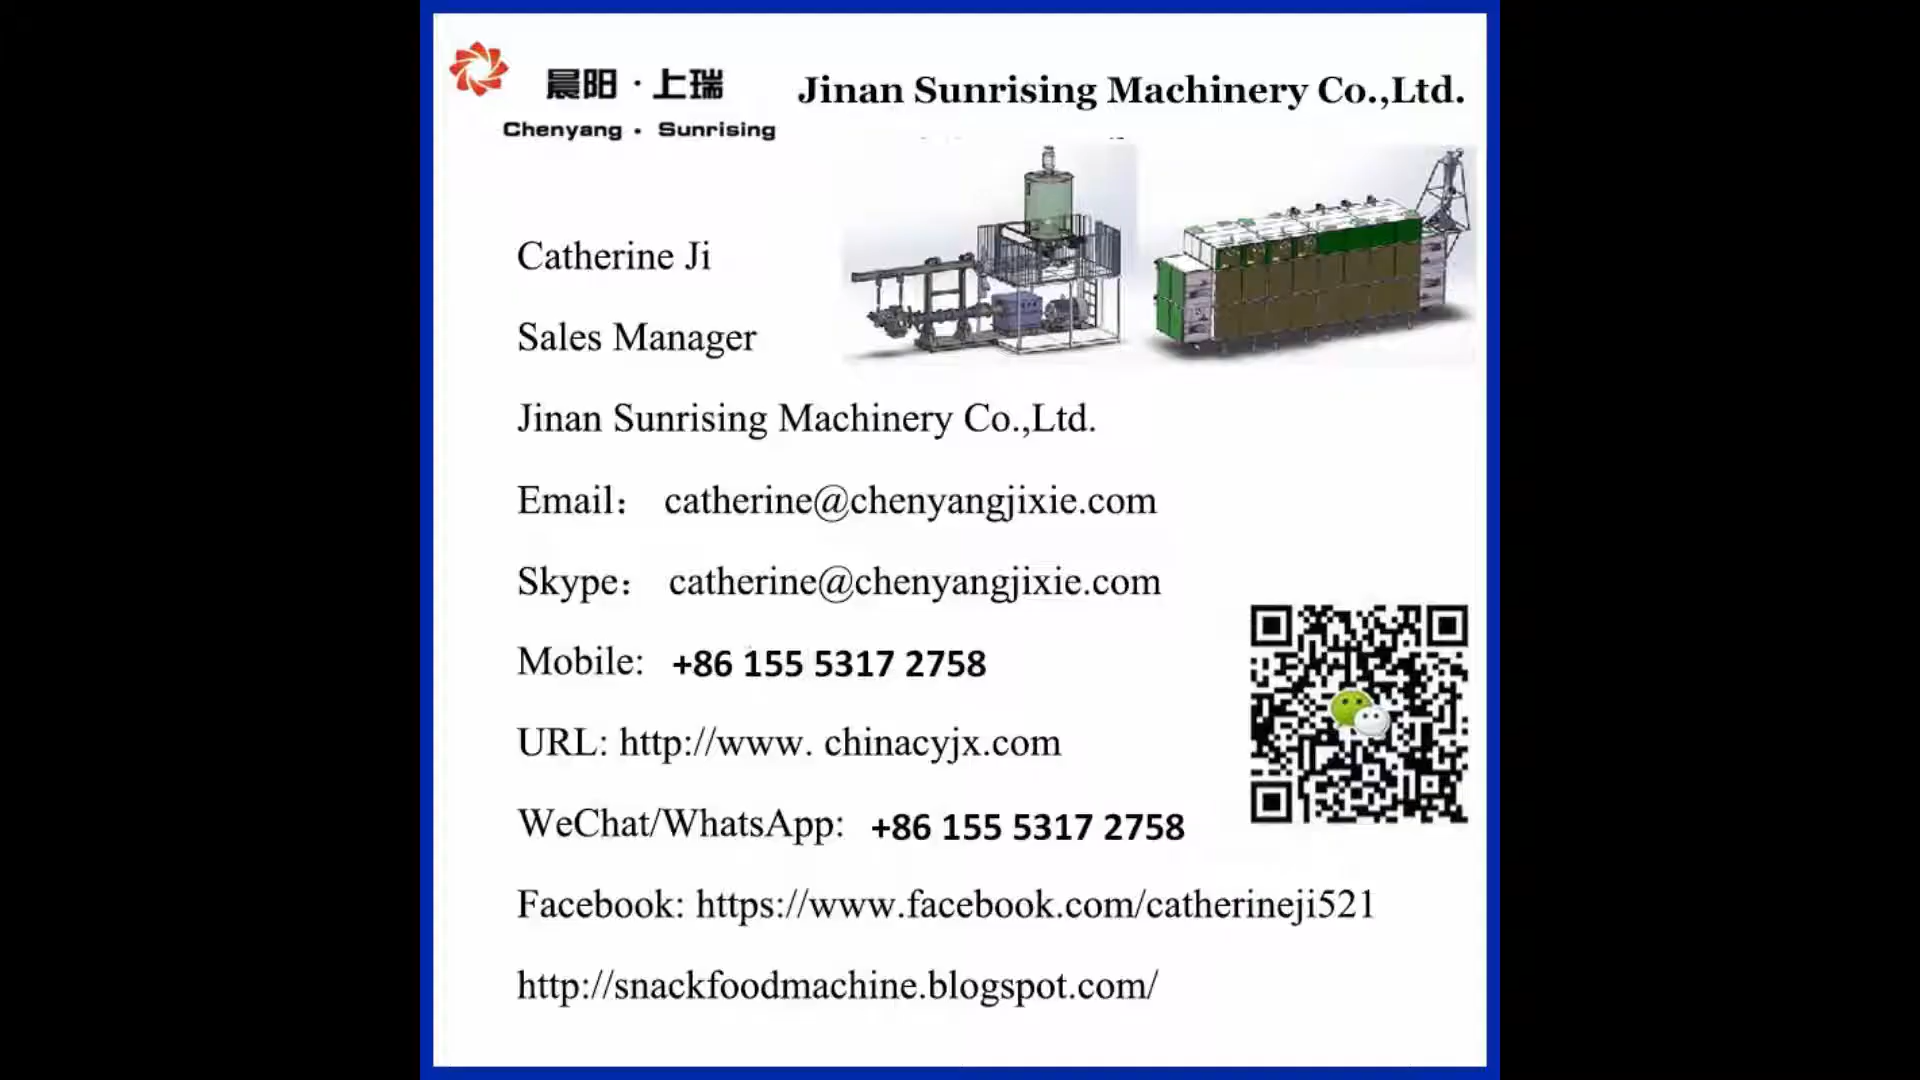 晨阳·上瑞
Chenyang · Sunrising
Jinan Sunrising Machinery Co.,Ltd.
Catherine Ji
Sales Manager
Jinan Sunrising Machinery Co.,Ltd.
Email： catherine@chenyangjixie.com
Skype： catherine@chenyangjixie.com
Mobile: +86 155 5317 2758
URL: http://www. chinacyjx.com
WeChat/WhatsApp: +86 155 5317 2758
Facebook: https://www.facebook.com/catherineji521
http://snackfoodmachine.blogspot.com/